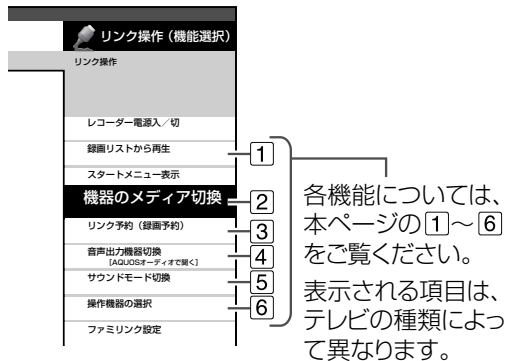 リンク操作（機能選択）
リンク操作
レコーダー電源入／切
録画リストから再生
1
スタートメニュー表示
機器のメディア切換
2
リンク予約（録画予約）
3
音声出力機器切換
[AQUOSオーディオで聞く]
4
サウンドモード切換
5
操作機器の選択
6
ファミリンク設定
各機能については、
本ページの1～6
をご覧ください。
表示される項目は、
テレビの種類によっ
て異なります。